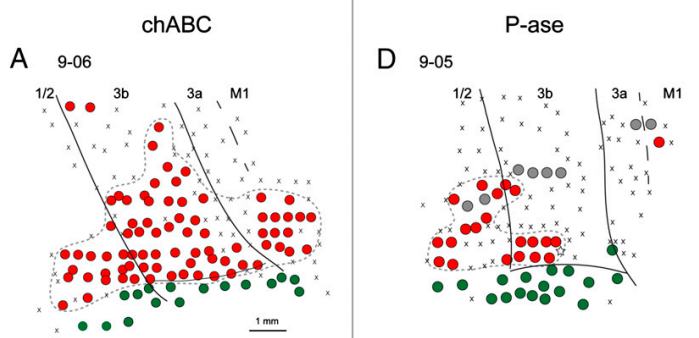 chABC
P-ase
A 9-06
D 9-05
1/2 3b 3a M1
1/2 3b 3a M1
1 mm